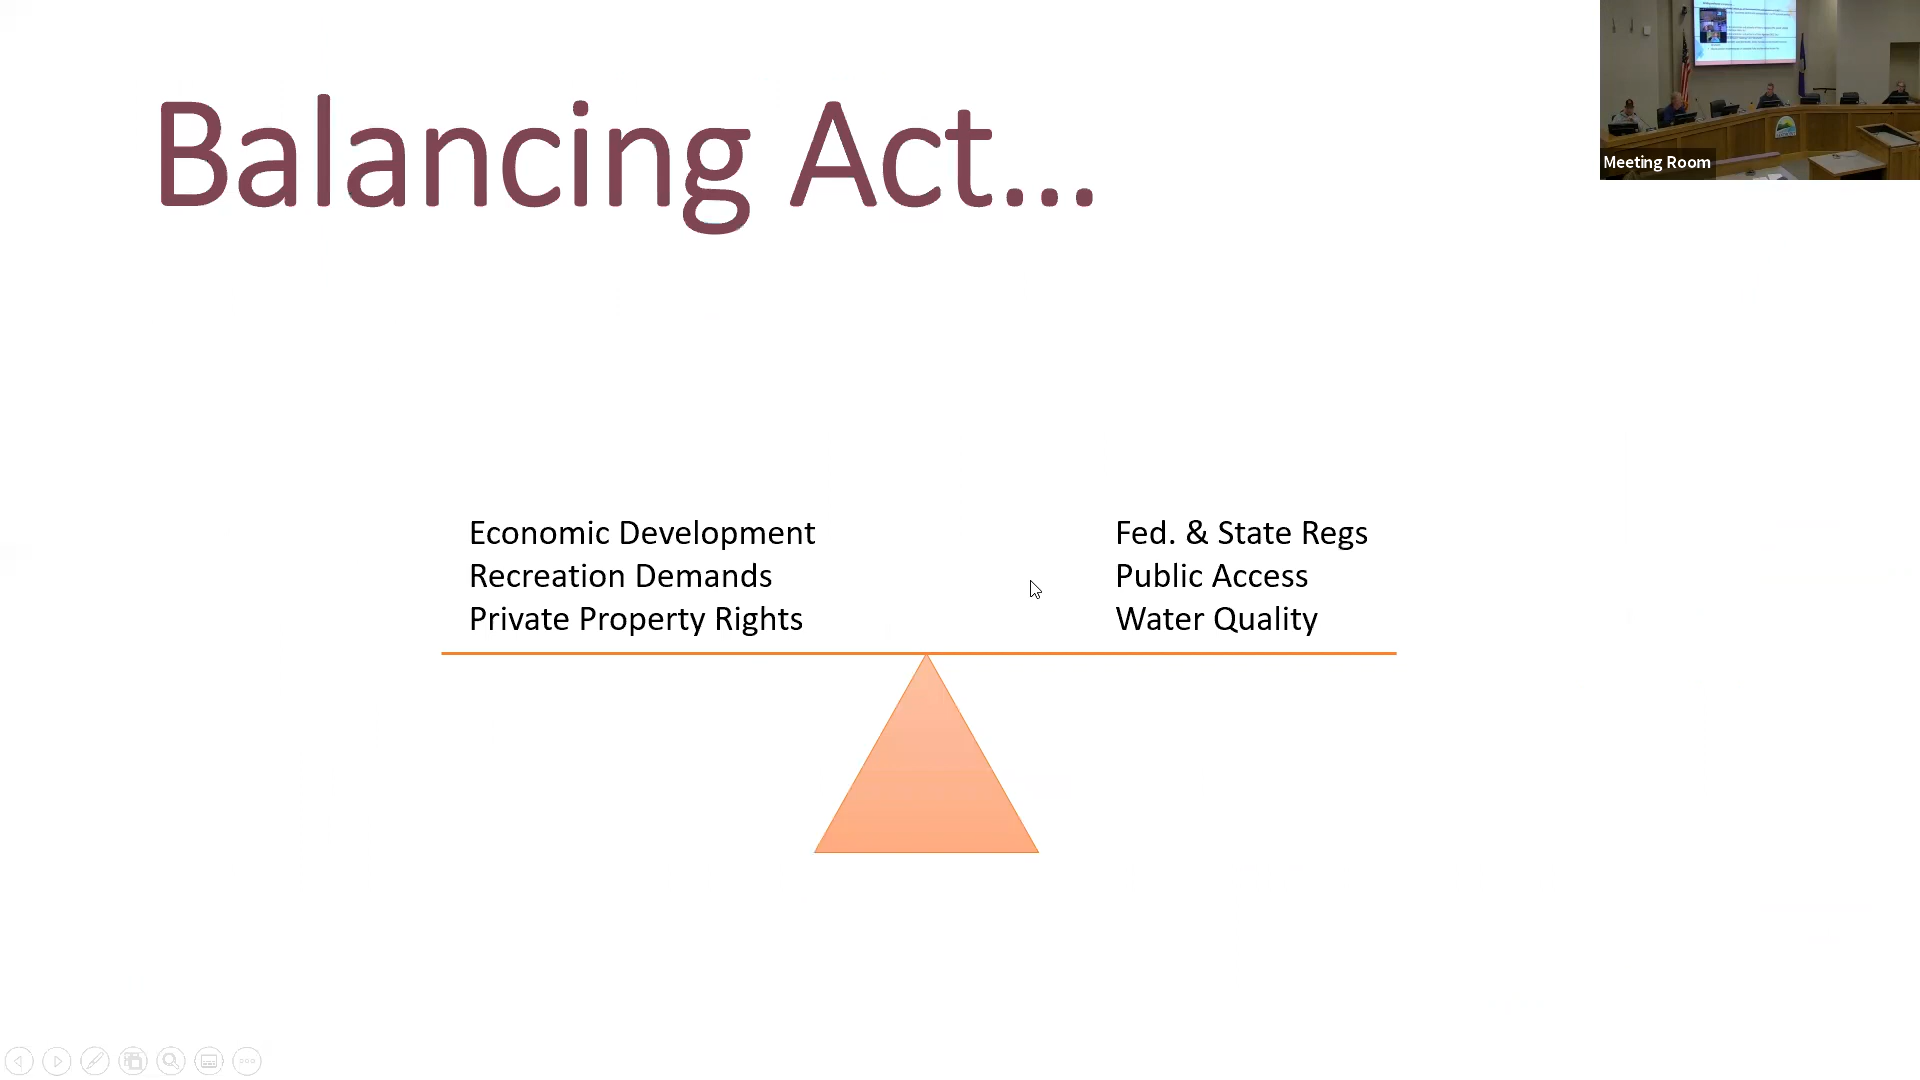 Balancing Act...
Economic Development
Recreation Demands
Private Property Rights
Fed. & State Regs
Public Access
Water Quality
Meeting Room